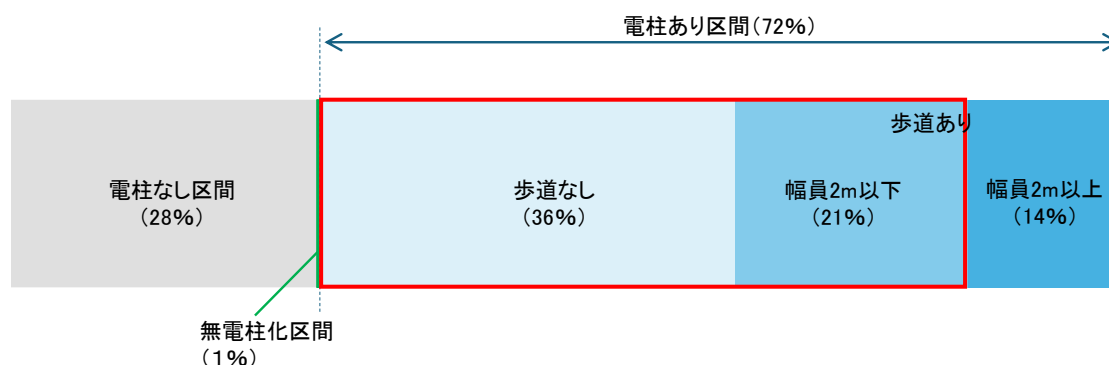 電柱あり区間(72%)
歩道あり
電柱なし区間
(28%)
歩道なし
(36%)
幅員2m以下
(21%)
幅員2m以上
(14%)
無電柱化区間
(1%)